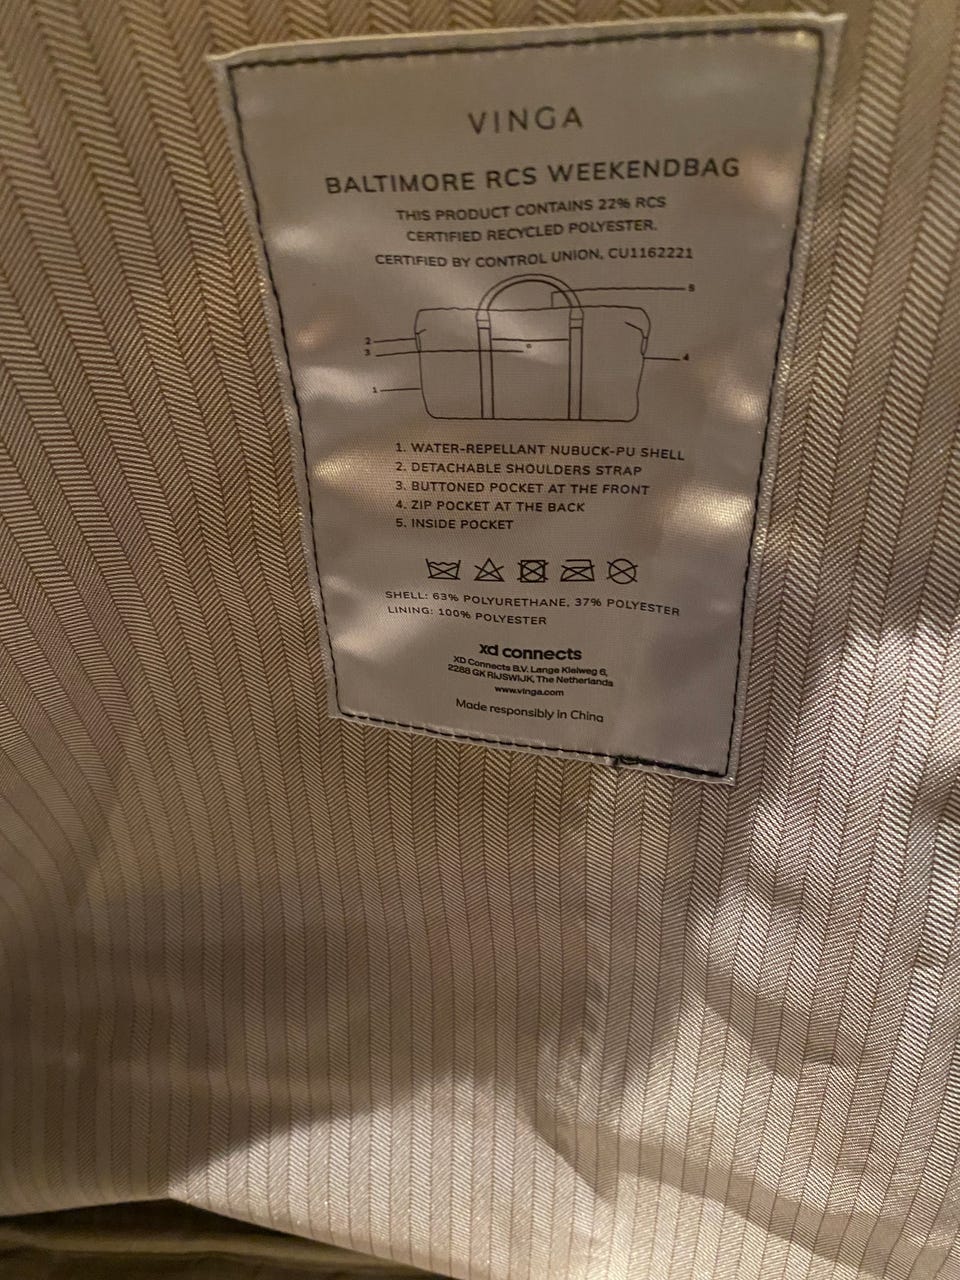 VINGA
BALTIMORE RCS WEEKENDBAG
THIS PRODUCT CONTAINS 22% RCS
CERTIFIED RECYCLED POLYESTER.
CERTIFIED BY CONTROL UNION, CU1162221
5
2
3
4
1
1. WATER-REPELLANT NUBUCK-PU SHELL
2. DETACHABLE SHOULDERS STRAP
3. BUTTONED POCKET AT THE FRONT
4. ZIP POCKET AT THE BACK
5. INSIDE POCKET
SHELL: 63% POLYURETHANE, 37% POLYESTER
LINING: 100% POLYESTER
xd connects
XD Connects B.V. Lange Kleiweg 6,
2288 GK RIJSWIJK, The Netherlands
www.vinga.com
Made responsibly in China